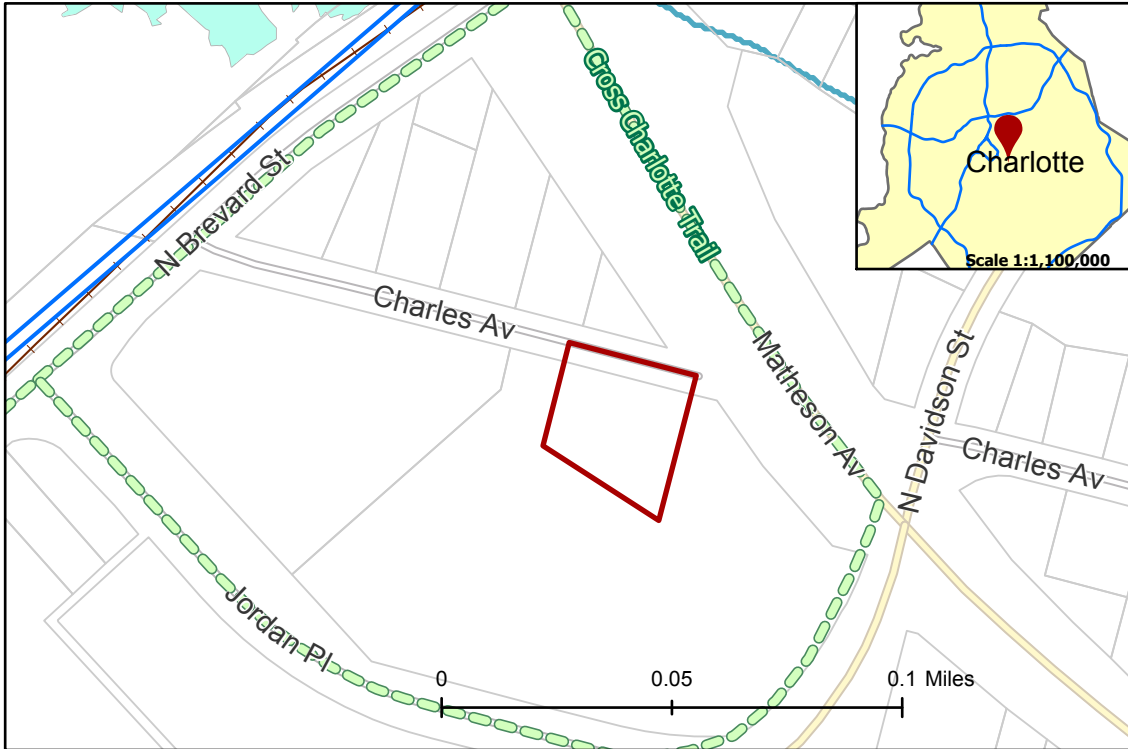 Cross Charlotte Trail
Charlotte
Scale 1:1,100,000
N Brevard St
Charles Av
Matheson Av
N Davidson St
Charles Av
Jordan Pl
0 0.05 0.1 Miles